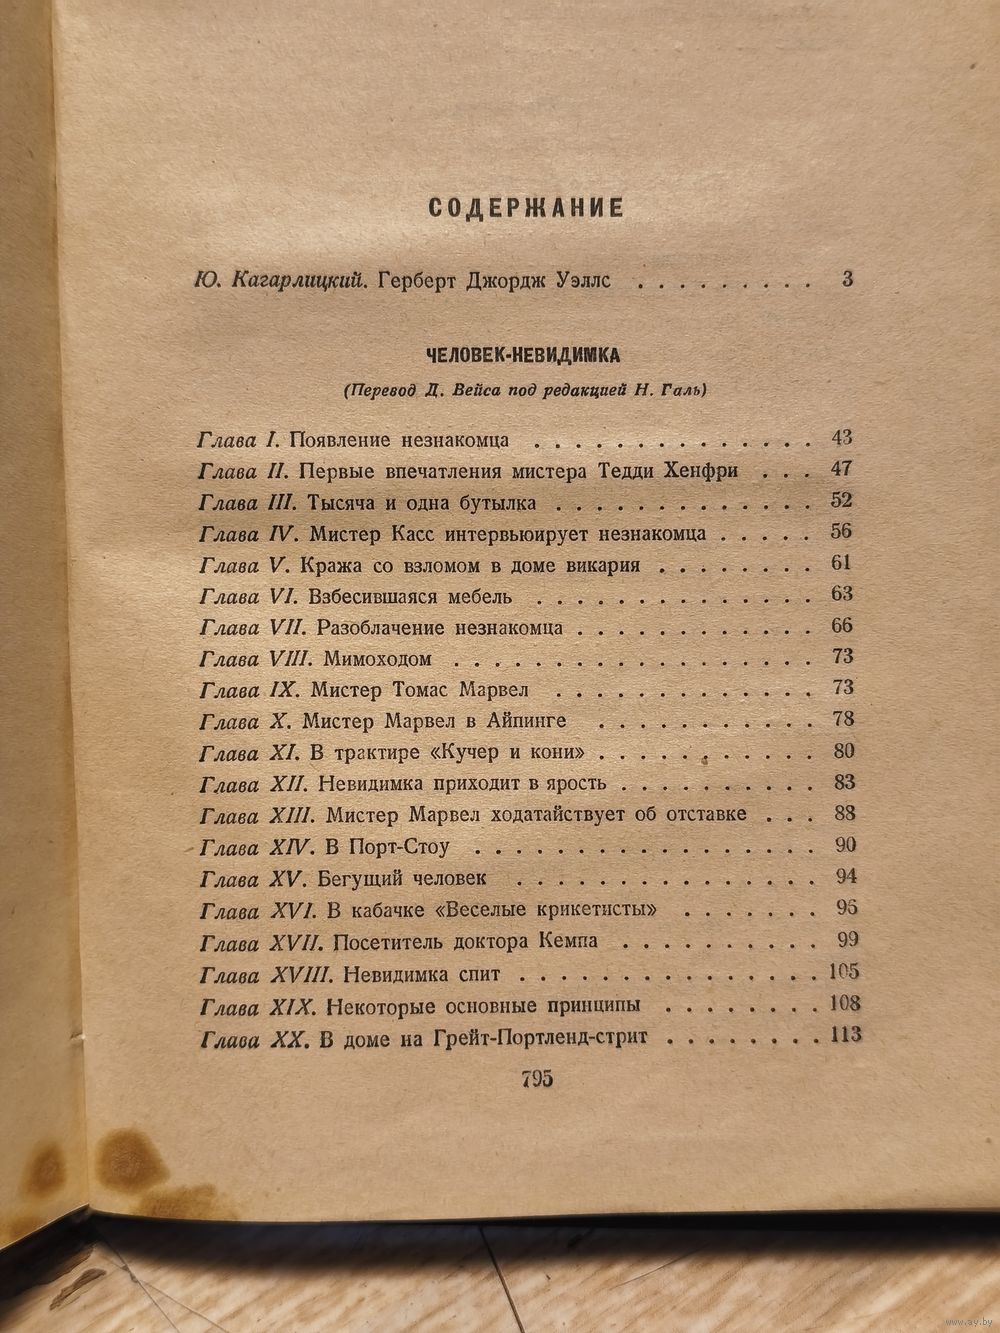 СОДЕРЖАНИЕ
Ю. Кагарлицкий. Герберт Джордж Уэллс . . . . . . . . . 3
ЧЕЛОВЕК-НЕВИДИМКА
(Перевод Д. Вейса под редакцией Н. Галь)
Глава I. Появление незнакомца . . . . . . . . . . . . . . 43
Глава II. Первые впечатления мистера Тедди Хенфри . . . 47
Глава III. Тысяча и одна бутылка . . . . . . . . . . . . . 52
Глава IV. Мистер Касс интервьюирует незнакомца . . . . . 56
Глава V. Кража со взломом в доме викария . . . . . . . . 61
Глава VI. Взбесившаяся мебель . . . . . . . . . . . . . . 63
Глава VII. Разоблачение незнакомца . . . . . . . . . . . . 66
Глава VIII. Мимоходом . . . . . . . . . . . . . . . . . . 73
Глава IX. Мистер Томас Марвел . . . . . . . . . . . . . 73
Глава X. Мистер Марвел в Айпинге . . . . . . . . . . . 78
Глава XI. В трактире «Кучер и кони» . . . . . . . . . . . 80
Глава XII. Невидимка приходит в ярость . . . . . . . . . . 83
Глава XIII. Мистер Марвел ходатайствует об отставке . . . 88
Глава XIV. В Порт-Стоу . . . . . . . . . . . . . . . . . 90
Глава XV. Бегущий человек . . . . . . . . . . . . . . . 94
Глава XVI. В кабачке «Веселые крикетисты» . . . . . . . 96
Глава XVII. Посетитель доктора Кемпа . . . . . . . . . . 99
Глава XVIII. Невидимка спит . . . . . . . . . . . . . . . 105
Глава XIX. Некоторые основные принципы . . . . . . . . 108
Глава XX. В доме на Грейт-Портленд-стрит . . . . . . . . 113
795
www.ay.by